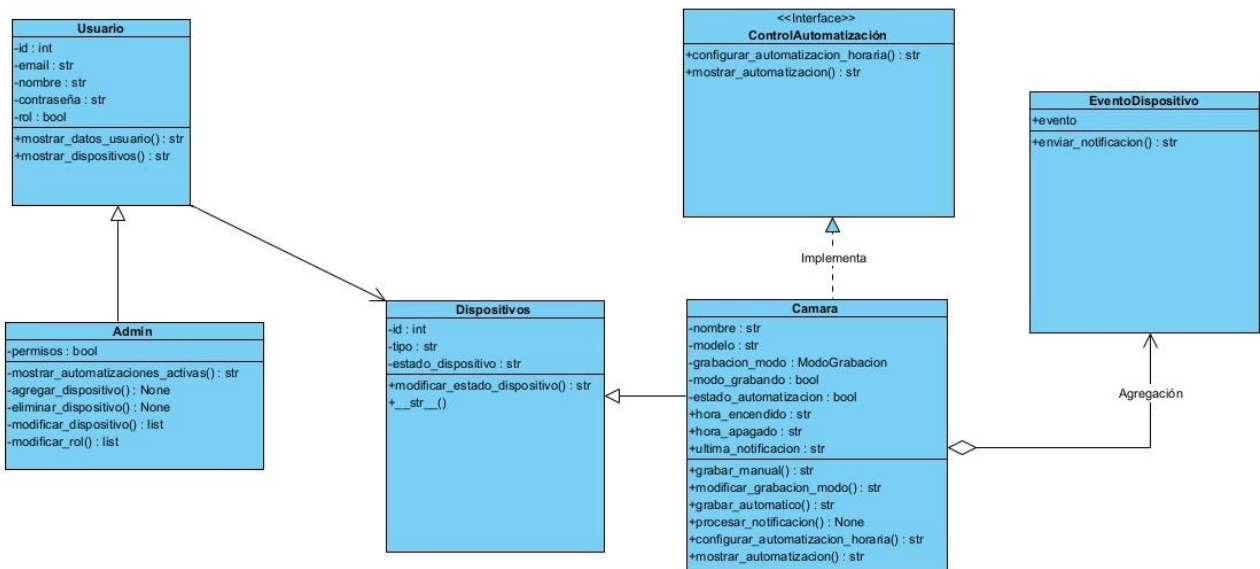 Usuario
-id : int
-email : str
-nombre : str
-contraseña : str
-rol : bool
+mostrar_datos_usuario() : str
+mostrar_dispositivos() : str
<<Interface>>
ControlAutomatización
+configurar_automatizacion_horaria() : str
+mostrar_automatizacion() : str
EventoDispositivo
+evento
+enviar_notificacion() : str
Implementa
Admin
-permisos : bool
-mostrar_automatizaciones_activas() : str
-agregar_dispositivo() : None
-eliminar_dispositivo() : None
-modificar_dispositivo() : list
-modificar_rol() : list
Dispositivos
-id : int
-tipo : str
-estado_dispositivo : str
+modificar_estado_dispositivo() : str
+__str__()
Camara
-nombre : str
-modelo : str
-grabacion_modo : ModoGrabacion
-modo_grabando : bool
-estado_automatizacion : bool
+hora_encendido : str
+hora_apagado : str
+ultima_notificacion : str
+grabar_manual() : str
+modificar_grabacion_modo() : str
+grabar_automatico() : str
+procesar_notificacion() : None
+configurar_automatizacion_horaria() : str
+mostrar_automatizacion() : str
Agregación